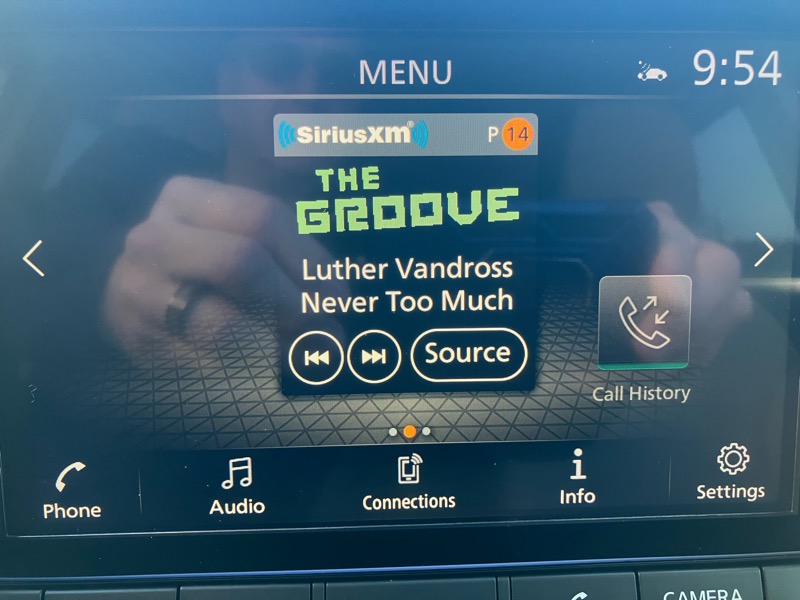 MENU
9:54
SiriusXm® P 14
THE
GROOVE
Luther Vandross
Never Too Much
Source
Call History
Phone
Audio
Connections
Info
Settings
CAMERA